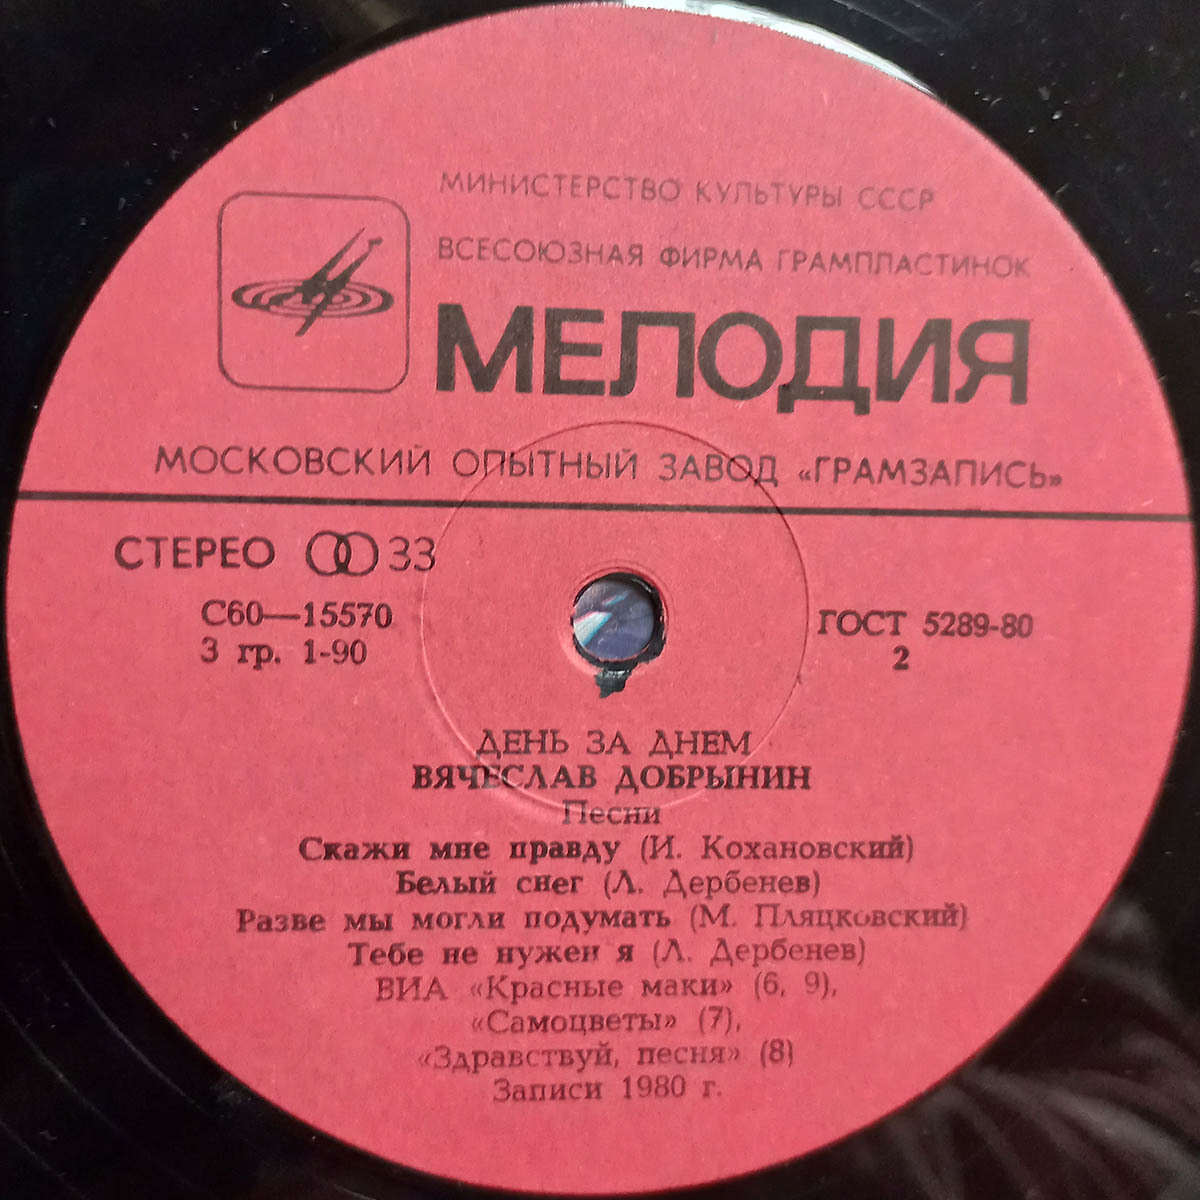 МИНИСТЕРСТВО КУЛЬТУРЫ СССР
ВСЕСОЮЗНАЯ ФИРМА ГРАМПЛАСТИНОК
МЕЛОДИЯ
МОСКОВСКИЙ ОПЫТНЫЙ ЗАВОД «ГРАМЗАПИСЬ»
СТЕРЕО 33
С60—15570
3 гр. 1-90
ГОСТ 5289-80
2
ДЕНЬ ЗА ДНЕМ
ВЯЧЕСЛАВ ДОБРЫНИН
Песни
Скажи мне правду (И. Кохановский)
Белый снег (Л. Дербенев)
Разве мы могли подумать (М. Пляцковский)
Тебе не нужен я (Л. Дербенев)
ВИА «Красные маки» (6, 9),
«Самоцветы» (7),
«Здравствуй, песня» (8)
Записи 1980 г.